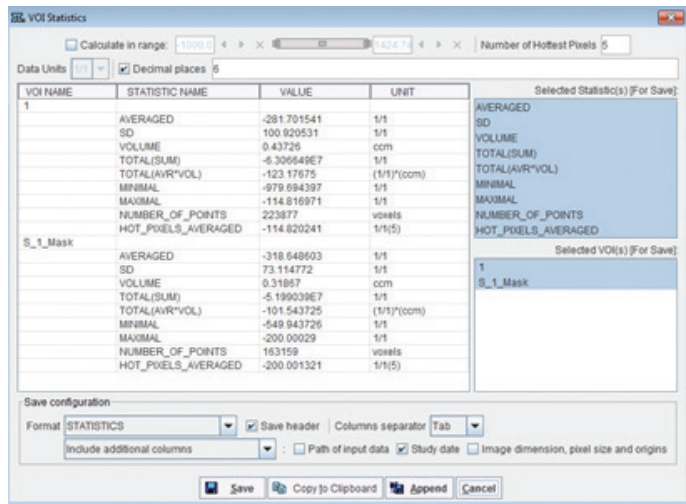 VOI Statistics
Calculate in range: -1000.0 1424.74 Number of Hottest Pixels 5
Data Units 1/1 Decimal places 6
VOI NAME STATISTIC NAME VALUE UNIT
1
AVERAGED -281.701541 1/1
SD 100.920531 1/1
VOLUME 0.43726 ccm
TOTAL(SUM) -6.306649E7 1/1
TOTAL(AVR*VOL) -123.17675 (1/1)*(ccm)
MINIMAL -979.694397 1/1
MAXIMAL -114.816971 1/1
NUMBER_OF_POINTS 223877 voxels
HOT_PIXELS_AVERAGED -114.820241 1/1(5)
S_1_Mask
AVERAGED -318.648603 1/1
SD 73.114772 1/1
VOLUME 0.31867 ccm
TOTAL(SUM) -5.199039E7 1/1
TOTAL(AVR*VOL) -101.543725 (1/1)*(ccm)
MINIMAL -549.943726 1/1
MAXIMAL -200.00029 1/1
NUMBER_OF_POINTS 163159 voxels
HOT_PIXELS_AVERAGED -200.001321 1/1(5)
Selected Statistic(s) [For Save]:
AVERAGED
SD
VOLUME
TOTAL(SUM)
TOTAL(AVR*VOL)
MINIMAL
MAXIMAL
NUMBER_OF_POINTS
HOT_PIXELS_AVERAGED
Selected VOI(s) [For Save]:
1
S_1_Mask
Save configuration
Format STATISTICS Save header Columns separator Tab
Include additional columns : Path of input data Study date Image dimension, pixel size and origins
Save Copy to Clipboard Append Cancel